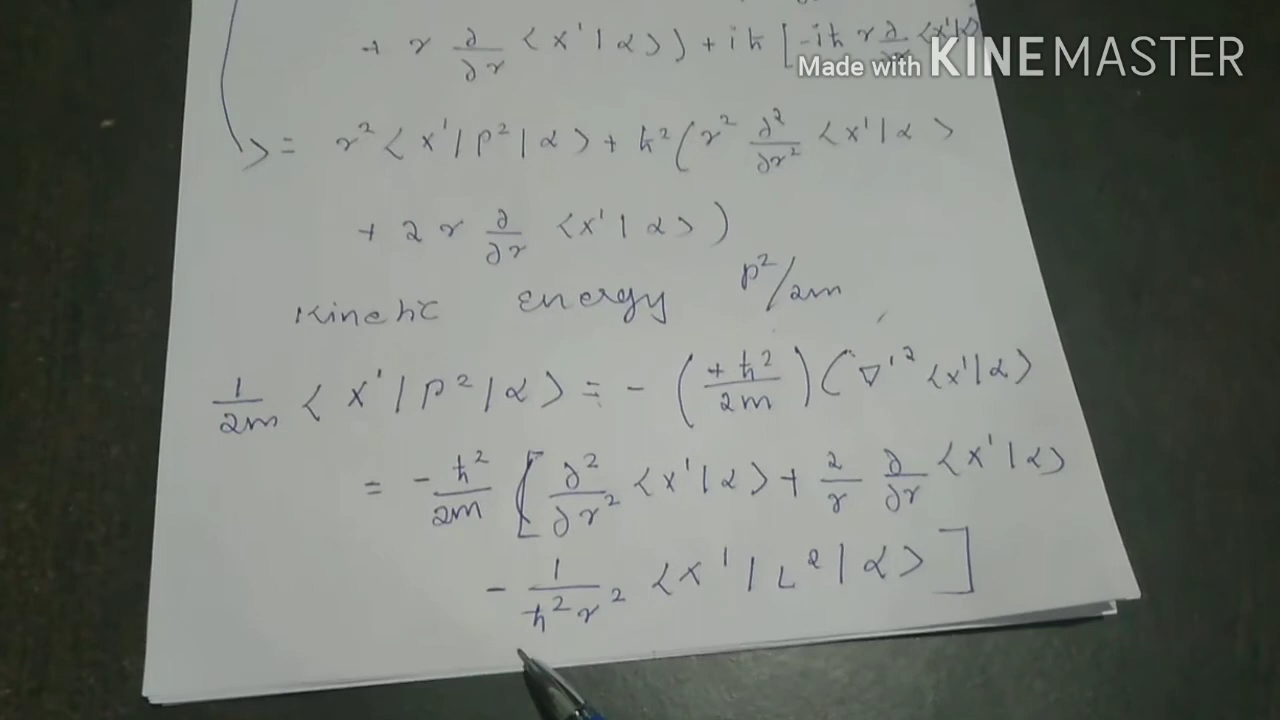 + r ∂/∂r <x'|α>) + iℏ [-iℏ r ∂/∂r <x'|α>
Made with KINEMASTER
= r² <x'|p²|α> + ℏ² (r² ∂²/∂r² <x'|α>
+ 2r ∂/∂r <x'|α>)
Kinetic energy p²/2m
1/2m <x'|p²|α> = - (+ℏ²/2m) (∇'² <x'|α>
= -ℏ²/2m [∂²/∂r² <x'|α> + 2/r ∂/∂r <x'|α>
- 1/ℏ²r² <x'|L²|α>]